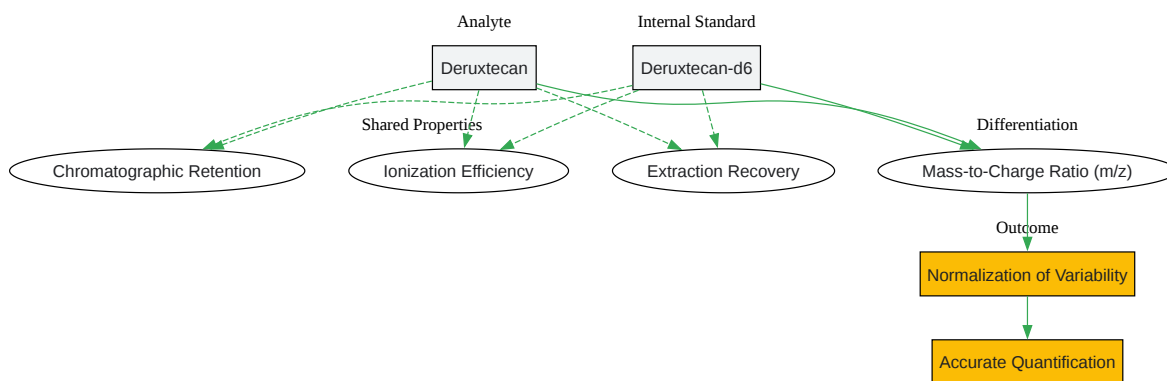 Analyte
Internal Standard
Deruxtecan
Deruxtecan-d6
Shared Properties
Differentiation
Chromatographic Retention
Ionization Efficiency
Extraction Recovery
Mass-to-Charge Ratio (m/z)
Outcome
Normalization of Variability
Accurate Quantification